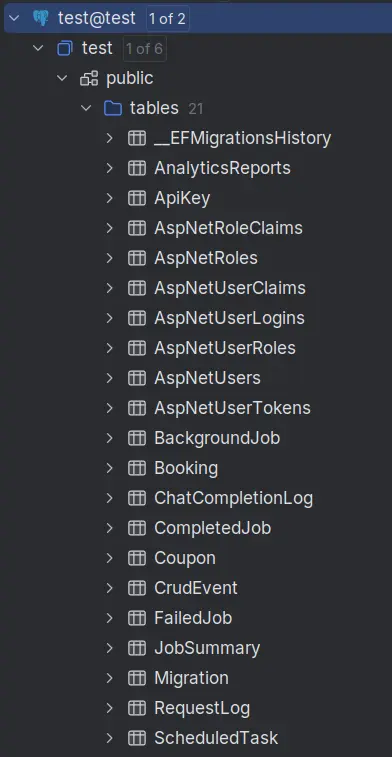 test@test 1 of 2
test 1 of 6
public
tables 21
__EFMigrationsHistory
AnalyticsReports
ApiKey
AspNetRoleClaims
AspNetRoles
AspNetUserClaims
AspNetUserLogins
AspNetUserRoles
AspNetUsers
AspNetUserTokens
BackgroundJob
Booking
ChatCompletionLog
CompletedJob
Coupon
CrudEvent
FailedJob
JobSummary
Migration
RequestLog
ScheduledTask